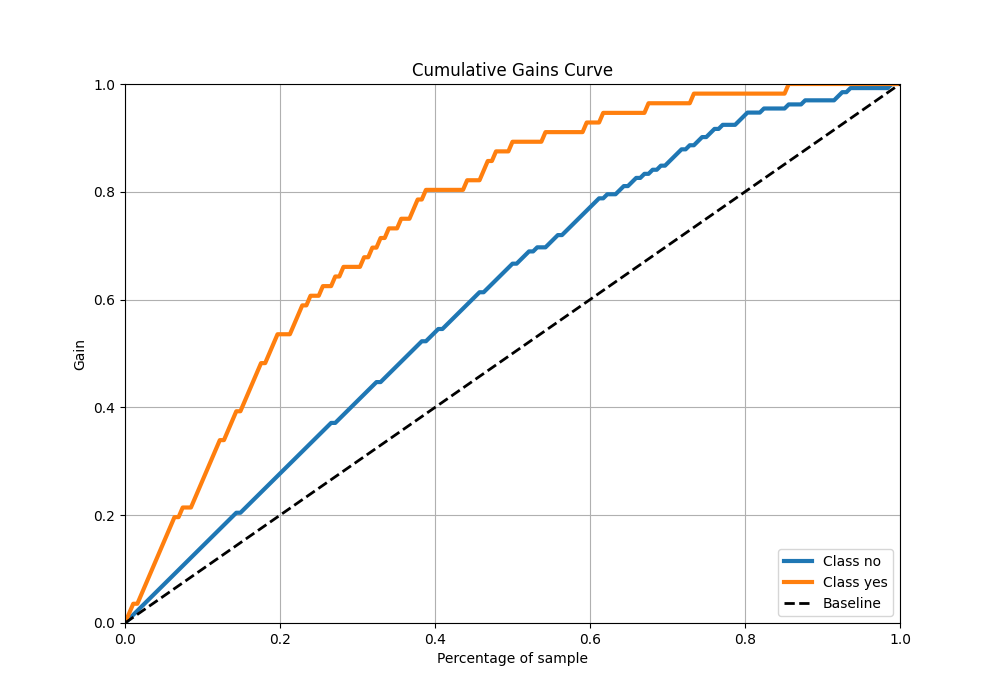 Cumulative Gains Curve
1.0
0.8
0.6
0.4
0.2
0.0
Gain
0.0 0.2 0.4 0.6 0.8 1.0
Percentage of sample
Class no
Class yes
Baseline